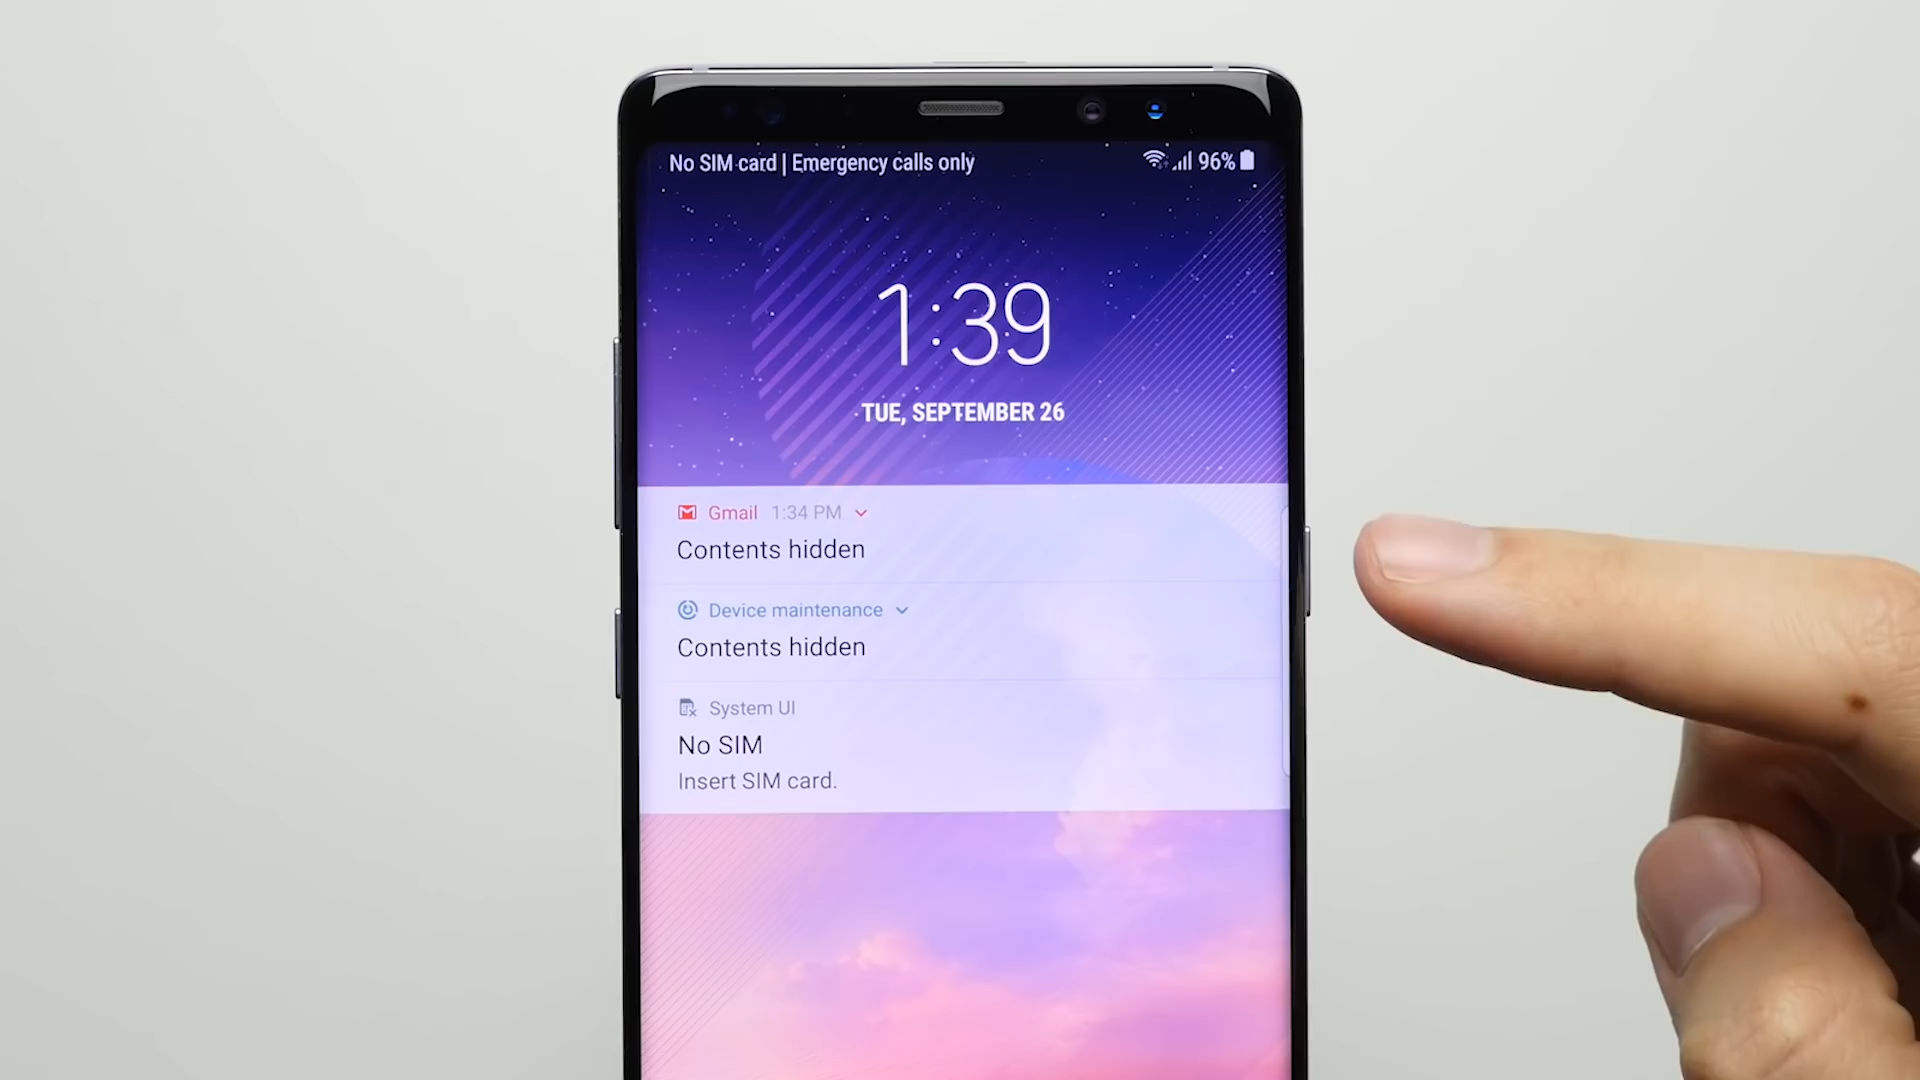 No SIM card | Emergency calls only
96%
1:39
TUE, SEPTEMBER 26
Gmail 1:34 PM
Contents hidden
Device maintenance
Contents hidden
System UI
No SIM
Insert SIM card.